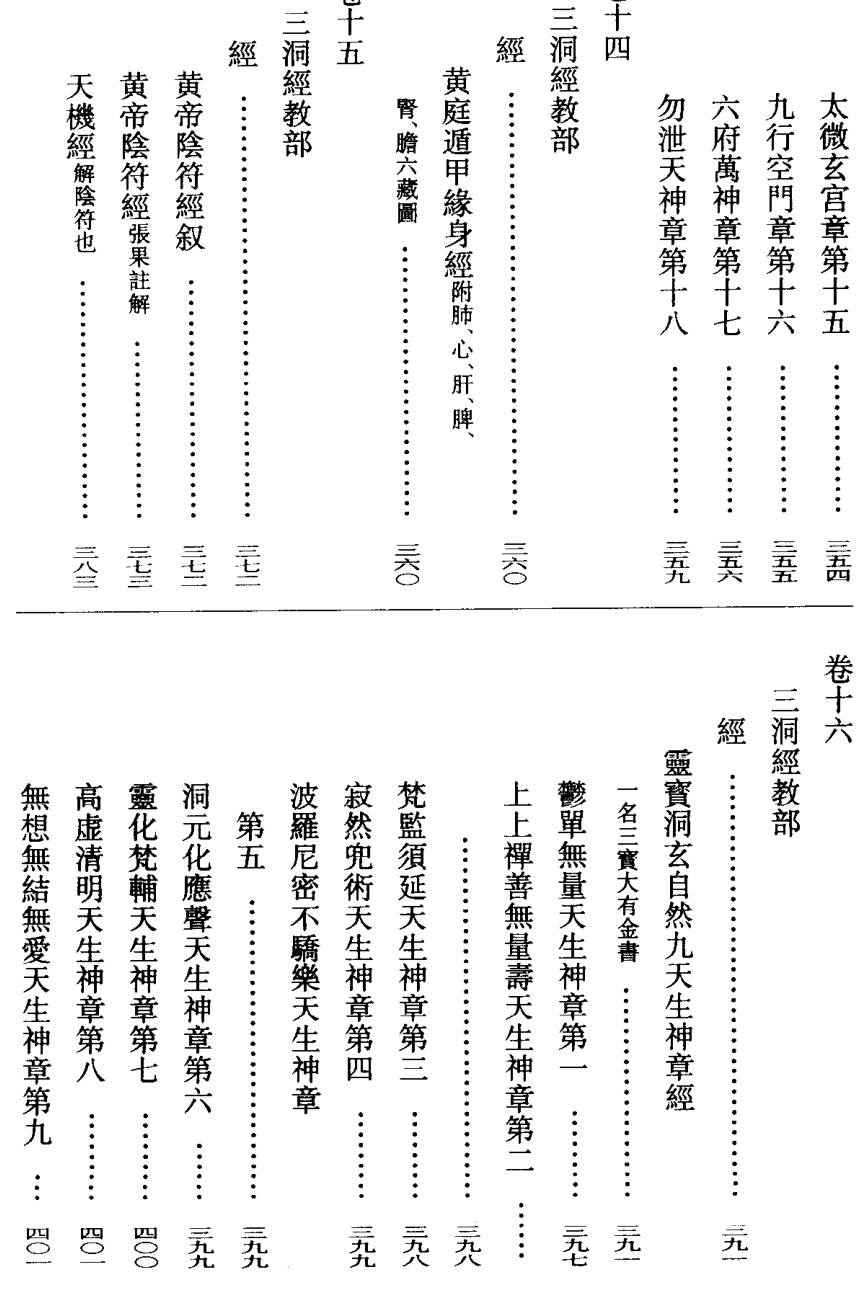 太微玄宫章第十五 ⋯⋯ 三五四
九行空門章第十六 ⋯⋯ 三五五
六府萬神章第十七 ⋯⋯ 三五六
勿泄天神章第十八 ⋯⋯ 三五九
十四
三洞經教部
經 ⋯⋯ 三六〇
黄庭遁甲緣身經附肺、心、肝、脾、
腎、膽六藏圖 ⋯⋯ 三六〇
十五
三洞經教部
經 ⋯⋯ 三七二
黄帝陰符經叙 ⋯⋯ 三七二
黄帝陰符經張果註解 ⋯⋯ 三七三
天機經解陰符也 ⋯⋯ 三八三
卷十六
三洞經教部
經 ⋯⋯ 三九一
靈寳洞玄自然九天生神章經
一名三寳大有金書 ⋯⋯ 三九一
鬱單無量天生神章第一 ⋯⋯ 三九七
上上禪善無量壽天生神章第二 ⋯⋯
⋯⋯ 三九八
梵監須延天生神章第三 ⋯⋯ 三九八
寂然兜術天生神章第四 ⋯⋯ 三九九
波羅尼密不驕樂天生神章
第五 ⋯⋯ 三九九
洞元化應聲天生神章第六 ⋯⋯ 三九九
靈化梵輔天生神章第七 ⋯⋯ 四〇〇
高虚清明天生神章第八 ⋯⋯ 四〇一
無想無結無愛天生神章第九 ⋯ 四〇一